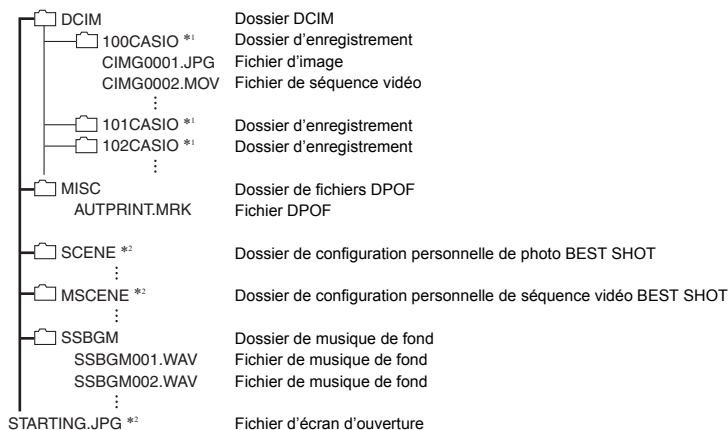 DCIM Dossier DCIM
100CASIO *1 Dossier d’enregistrement
CIMG0001.JPG Fichier d’image
CIMG0002.MOV Fichier de séquence vidéo
101CASIO *1 Dossier d’enregistrement
102CASIO *1 Dossier d’enregistrement
MISC Dossier de fichiers DPOF
AUTPRINT.MRK Fichier DPOF
SCENE *2 Dossier de configuration personnelle de photo BEST SHOT
MSCENE *2 Dossier de configuration personnelle de séquence vidéo BEST SHOT
SSBGM Dossier de musique de fond
SSBGM001.WAV Fichier de musique de fond
SSBGM002.WAV Fichier de musique de fond
STARTING.JPG *2 Fichier d’écran d’ouverture